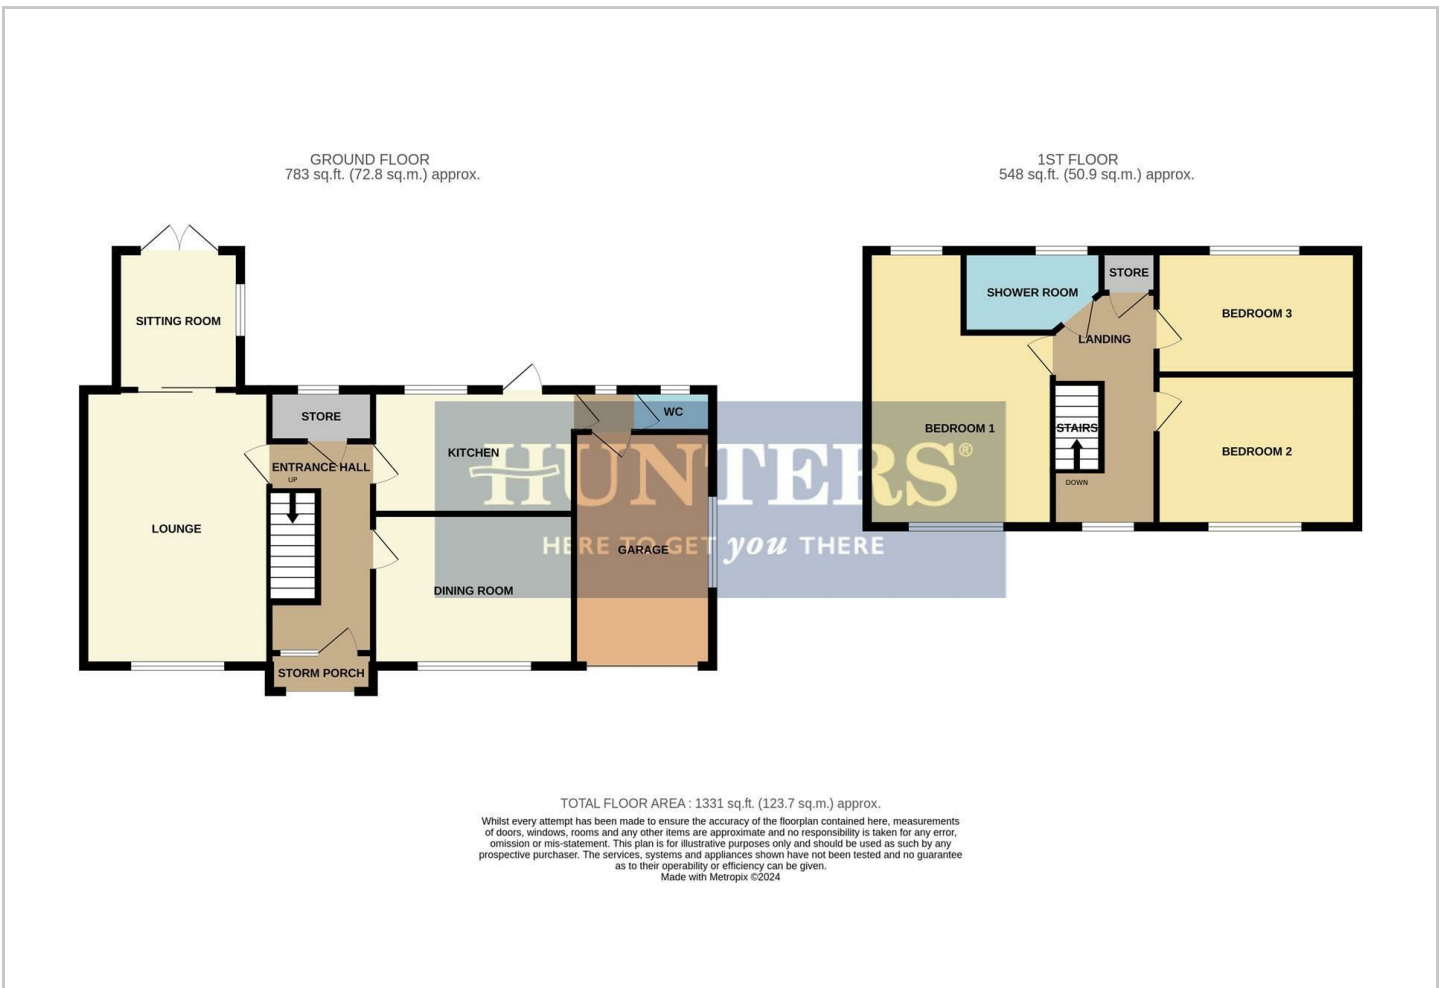 GROUND FLOOR
783 sq.ft. (72.8 sq.m.) approx.
1ST FLOOR
548 sq.ft. (50.9 sq.m.) approx.
SITTING ROOM
STORE
WC
KITCHEN
ENTRANCE HALL
UP
LOUNGE
GARAGE
DINING ROOM
STORM PORCH
HUNTERS®
HERE TO GET you THERE
STORE
SHOWER ROOM
BEDROOM 3
LANDING
BEDROOM 1
STAIRS
BEDROOM 2
DOWN
TOTAL FLOOR AREA : 1331 sq.ft. (123.7 sq.m.) approx.
Whilst every attempt has been made to ensure the accuracy of the floorplan contained here, measurements
of doors, windows, rooms and any other items are approximate and no responsibility is taken for any error,
omission or mis-statement. This plan is for illustrative purposes only and should be used as such by any
prospective purchaser. The services, systems and appliances shown have not been tested and no guarantee
as to their operability or efficiency can be given.
Made with Metropix ©2024